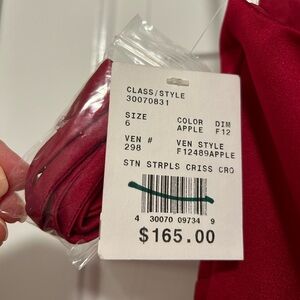 CLASS/STYLE
30070831
SIZE COLOR DIM
6 APPLE F12
VEN # VEN STYLE
298 F12489APPLE
STN STRPLS CRISS CRO
4 30070 09734 9
$165.00